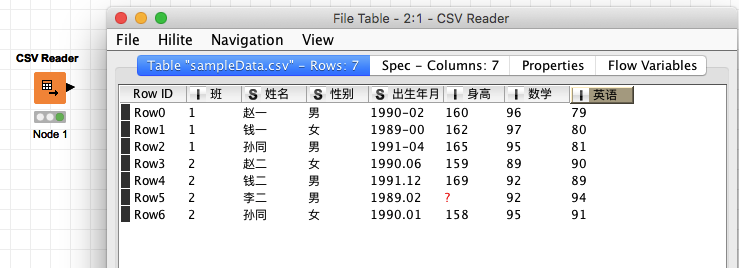 File Table - 2:1 - CSV Reader
File Hilite Navigation View
Table "sampleData.csv" – Rows: 7 Spec – Columns: 7 Properties Flow Variables
CSV Reader
Node 1
Row ID I 班 S 姓名 S 性别 S 出生年月 I 身高 I 数学 I 英语
Row0 1 赵一 男 1990-02 160 96 79
Row1 1 钱一 女 1989-00 162 97 80
Row2 1 孙同 男 1991-04 165 95 81
Row3 2 赵二 女 1990.06 159 89 90
Row4 2 钱二 男 1991.12 169 92 89
Row5 2 李二 男 1989.02 ? 92 94
Row6 2 孙同 女 1990.01 158 95 91